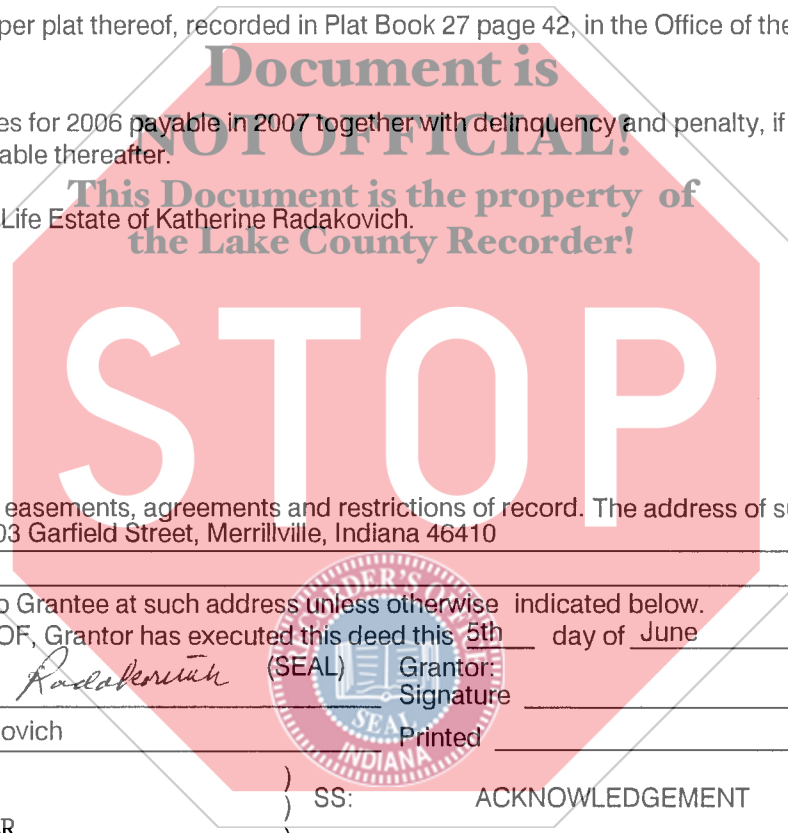 per plat thereof, recorded in Plat Book 27 page 42, in the Office of the
Document is
es for 2006 payable in 2007 together with delinquency and penalty, if
NOT OFFICIAL!
able thereafter.
This Document is the property of
Life Estate of Katherine Radakovich.
the Lake County Recorder!
STOP
easements, agreements and restrictions of record. The address of su
03 Garfield Street, Merrillville, Indiana 46410
o Grantee at such address unless otherwise indicated below.
OF, Grantor has executed this deed this 5th day of June
Radakovich (SEAL) Grantor:
Signature
ovich Printed
RECORDER'S OFFICE
SEAL
INDIANA
) SS: ACKNOWLEDGEMENT
)
)
R